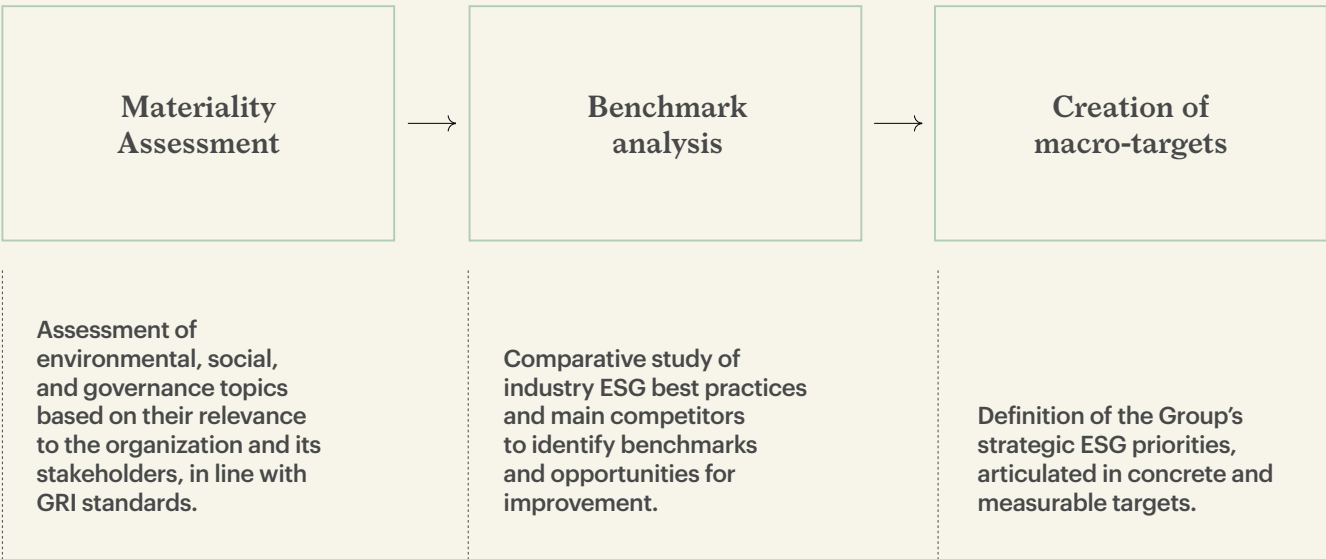 Materiality
Assessment
Benchmark
analysis
Creation of
macro-targets
Assessment of
environmental, social,
and governance topics
based on their relevance
to the organization and its
stakeholders, in line with
GRI standards.
Comparative study of
industry ESG best practices
and main competitors
to identify benchmarks
and opportunities for
improvement.
Definition of the Group’s
strategic ESG priorities,
articulated in concrete and
measurable targets.